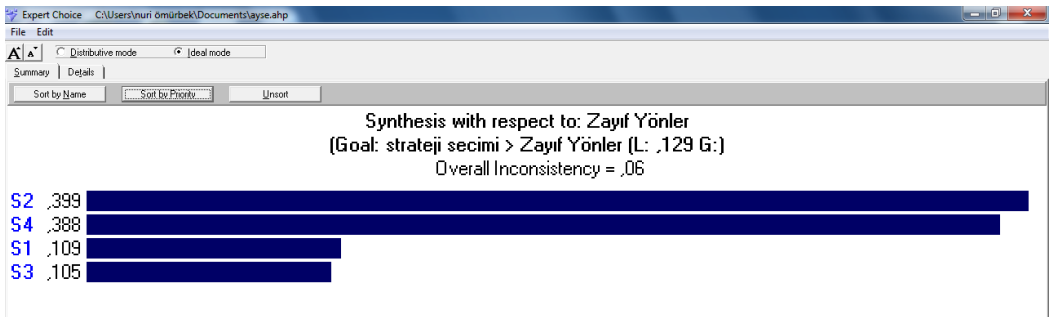 Expert Choice C:\Users\nuri ömürbek\Documents\ayse.ahp
File Edit
A A Distributive mode Ideal mode
Summary Details
Sort by Name Sort by Priority Unsort
Synthesis with respect to: Zayıf Yönler
(Goal: strateji secimi > Zayıf Yönler (L: ,129 G:)
Overall Inconsistency = ,06
S2 ,399
S4 ,388
S1 ,109
S3 ,105